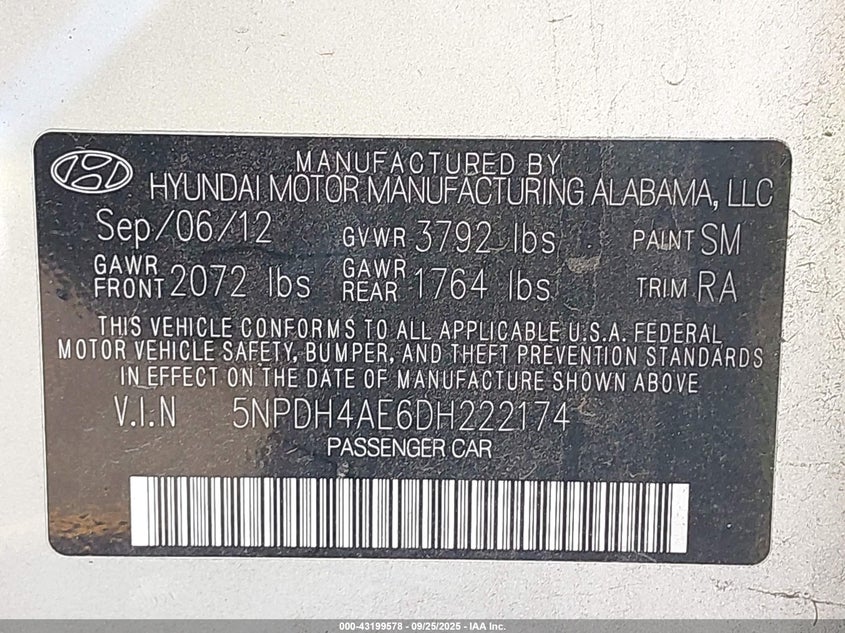 MANUFACTURED BY
HYUNDAI MOTOR MANUFACTURING ALABAMA, LLC
Sep/06/12 GVWR 3792 lbs PAINT SM
GAWR FRONT 2072 lbs GAWR REAR 1764 lbs TRIM RA
THIS VEHICLE CONFORMS TO ALL APPLICABLE U.S.A. FEDERAL
MOTOR VEHICLE SAFETY, BUMPER, AND THEFT PREVENTION STANDARDS
IN EFFECT ON THE DATE OF MANUFACTURE SHOWN ABOVE
V.I.N 5NPDH4AE6DH222174
PASSENGER CAR
000-43199578 - 09/25/2025 - IAA Inc.